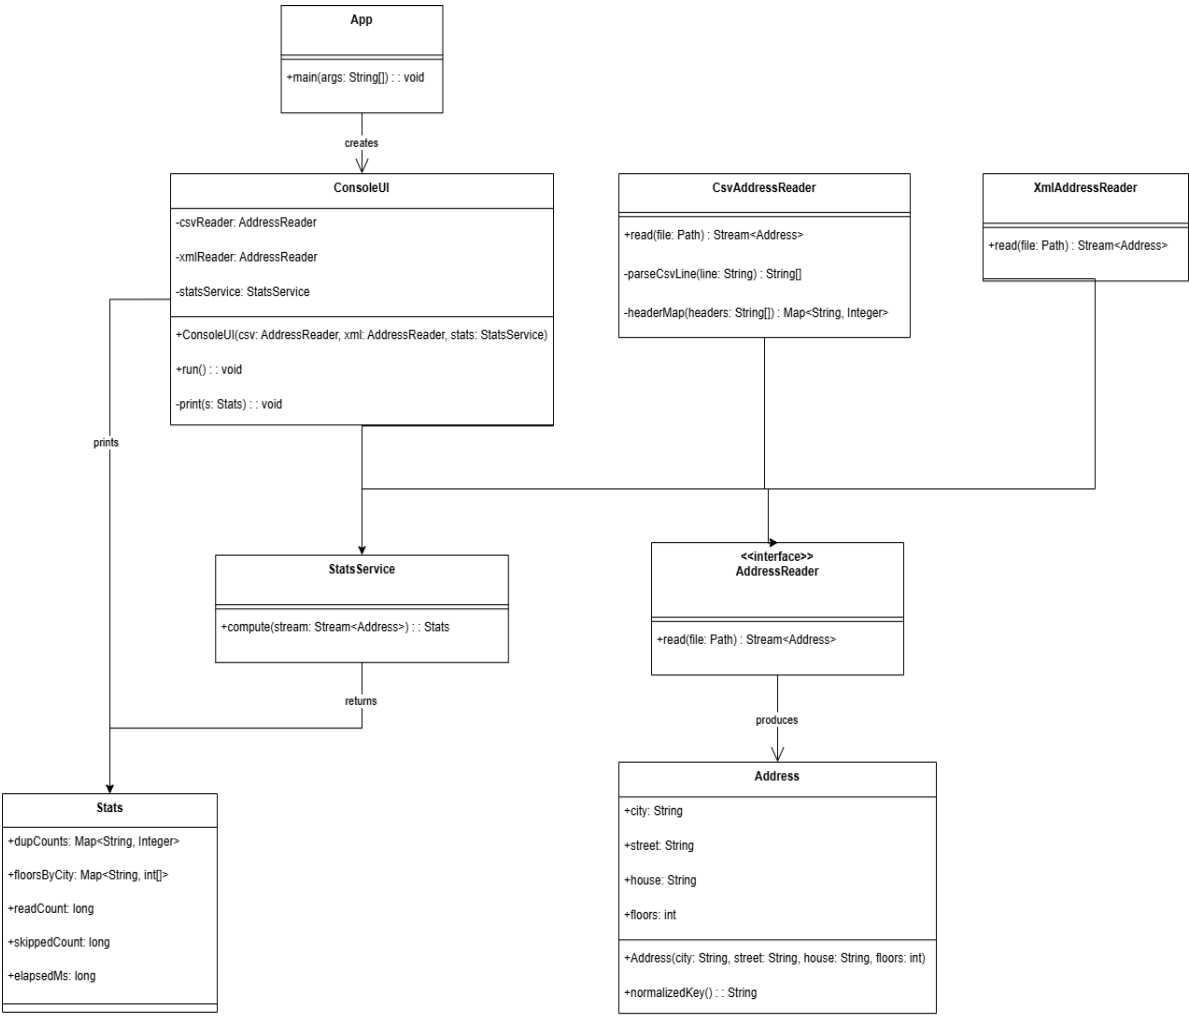 App
+main(args: String[]) : : void
creates
ConsoleUI
-csvReader: AddressReader
-xmlReader: AddressReader
-statsService: StatsService
+ConsoleUI(csv: AddressReader, xml: AddressReader, stats: StatsService)
+run() : : void
-print(s: Stats) : : void
CsvAddressReader
+read(file: Path) : Stream<Address>
-parseCsvLine(line: String) : String[]
-headerMap(headers: String[]) : Map<String, Integer>
XmlAddressReader
+read(file: Path) : Stream<Address>
prints
StatsService
+compute(stream: Stream<Address>) : : Stats
<<interface>>
AddressReader
+read(file: Path) : Stream<Address>
returns
produces
Stats
+dupCounts: Map<String, Integer>
+floorsByCity: Map<String, int[]>
+readCount: long
+skippedCount: long
+elapsedMs: long
Address
+city: String
+street: String
+house: String
+floors: int
+Address(city: String, street: String, house: String, floors: int)
+normalizedKey() : : String